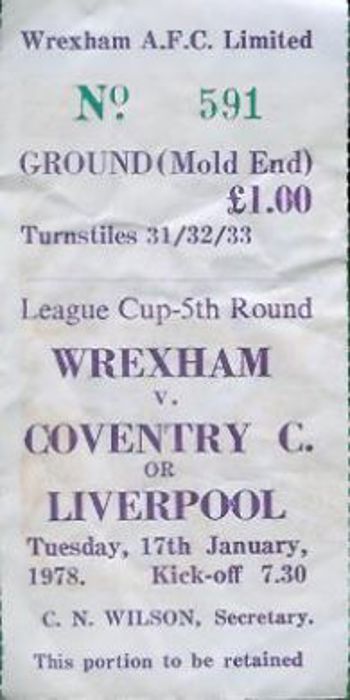 Wrexham A.F.C. Limited
Nº 591
GROUND (Mold End)
£1.00
Turnstiles 31/32/33
League Cup-5th Round
WREXHAM
v.
COVENTRY C.
OR
LIVERPOOL
Tuesday, 17th January,
1978. Kick-off 7.30
C. N. WILSON, Secretary.
This portion to be retained